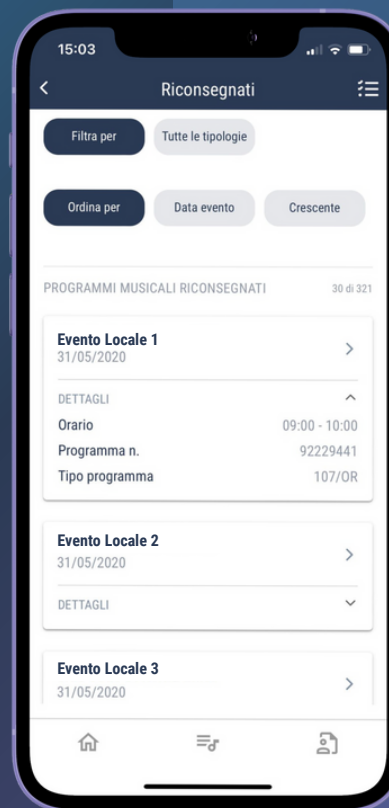 15:03
Riconsegnati
Filtra per Tutte le tipologie
Ordina per Data evento Crescente
PROGRAMMI MUSICALI RICONSEGNATI 30 di 321
Evento Locale 1
31/05/2020
DETTAGLI
Orario 09:00 - 10:00
Programma n. 92229441
Tipo programma 107/OR
Evento Locale 2
31/05/2020
DETTAGLI
Evento Locale 3
31/05/2020